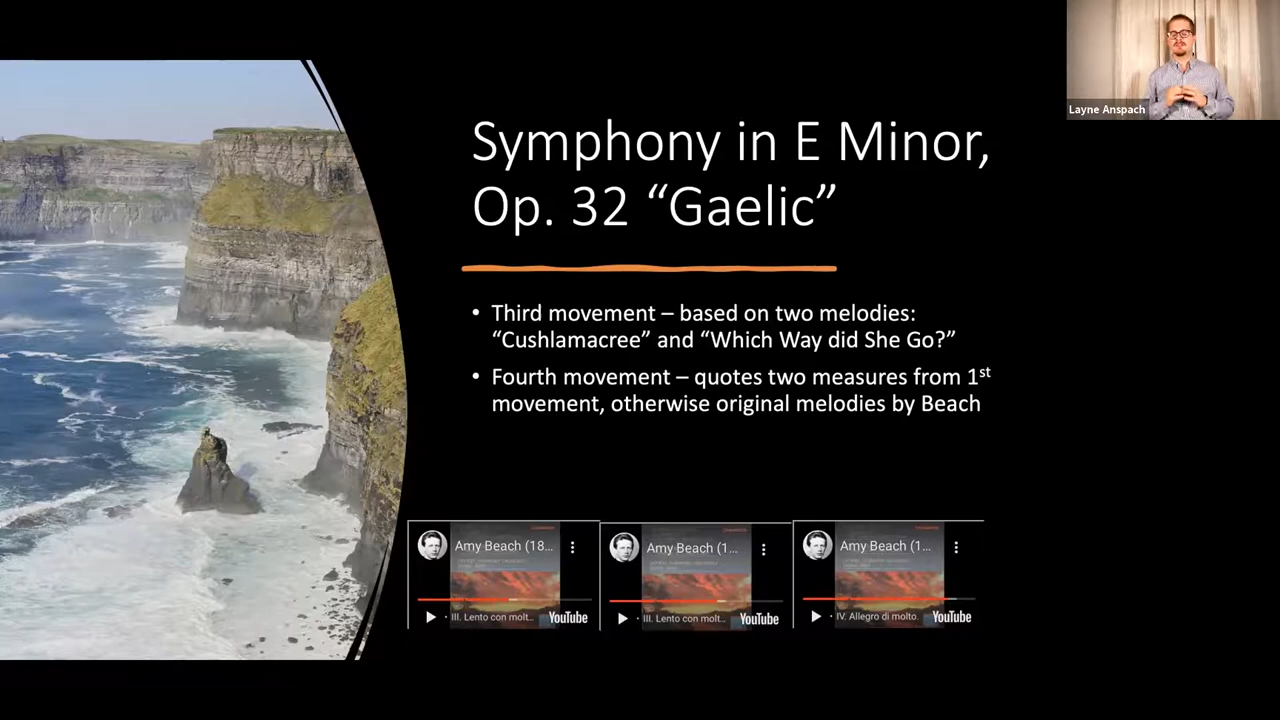 Layne Anspach
Symphony in E Minor,
Op. 32 “Gaelic”
• Third movement – based on two melodies:
“Cushlamacree” and “Which Way did She Go?”
• Fourth movement – quotes two measures from 1st
movement, otherwise original melodies by Beach
Amy Beach (18...
III. Lento con molt...
YouTube
Amy Beach (1...
III. Lento con molt...
YouTube
Amy Beach (1...
IV. Allegro di molto.
YouTube